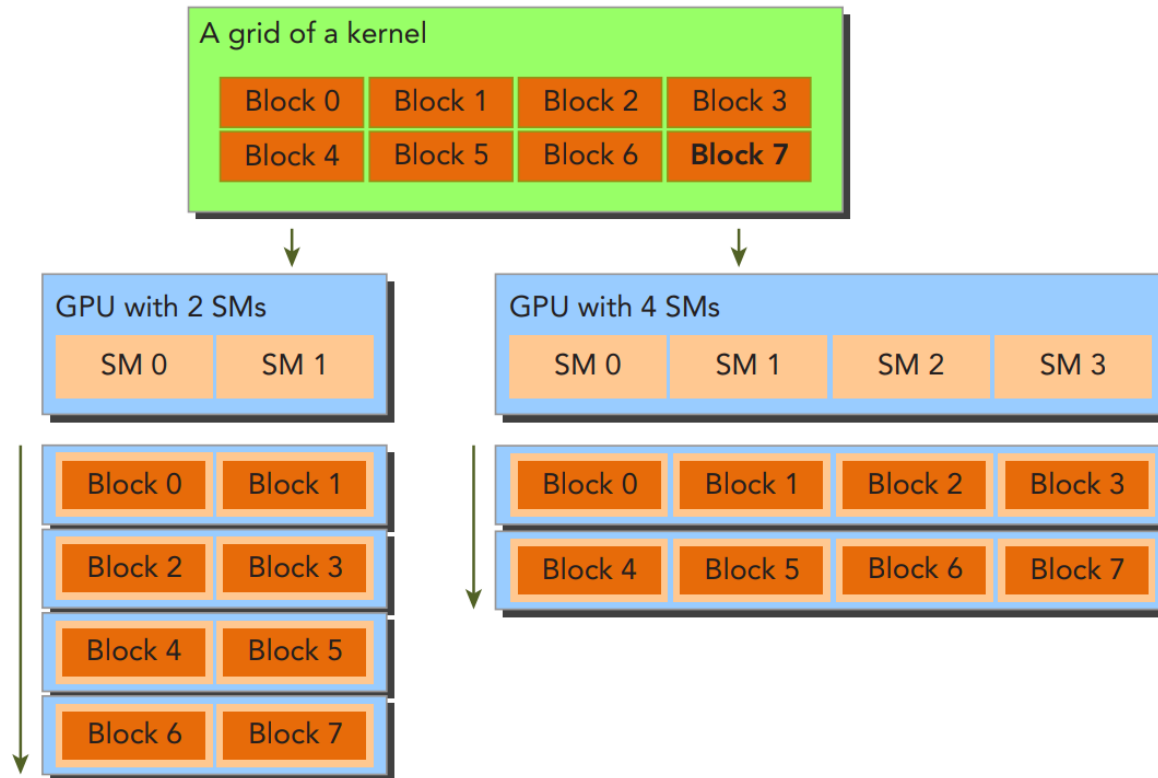 A grid of a kernel
Block 0 Block 1 Block 2 Block 3
Block 4 Block 5 Block 6 Block 7
GPU with 2 SMs
SM 0 SM 1
Block 0 Block 1
Block 2 Block 3
Block 4 Block 5
Block 6 Block 7
GPU with 4 SMs
SM 0 SM 1 SM 2 SM 3
Block 0 Block 1 Block 2 Block 3
Block 4 Block 5 Block 6 Block 7